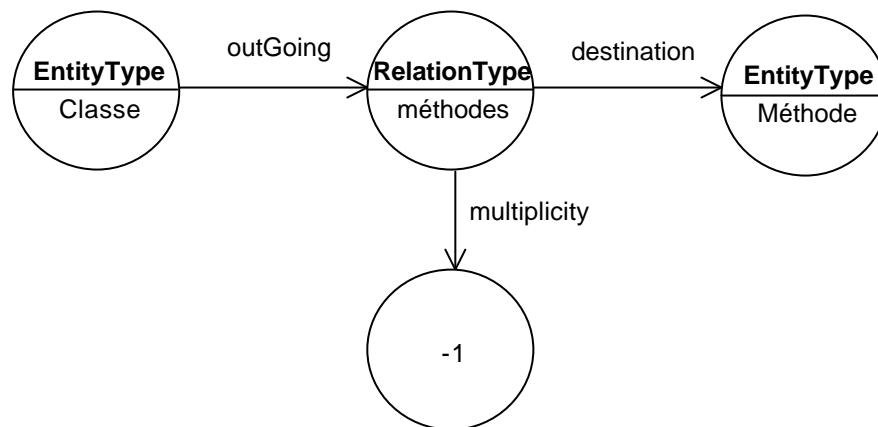 outGoing
destination
EntityType
Classe
RelationType
méthodes
EntityType
Méthode
multiplicity
-1